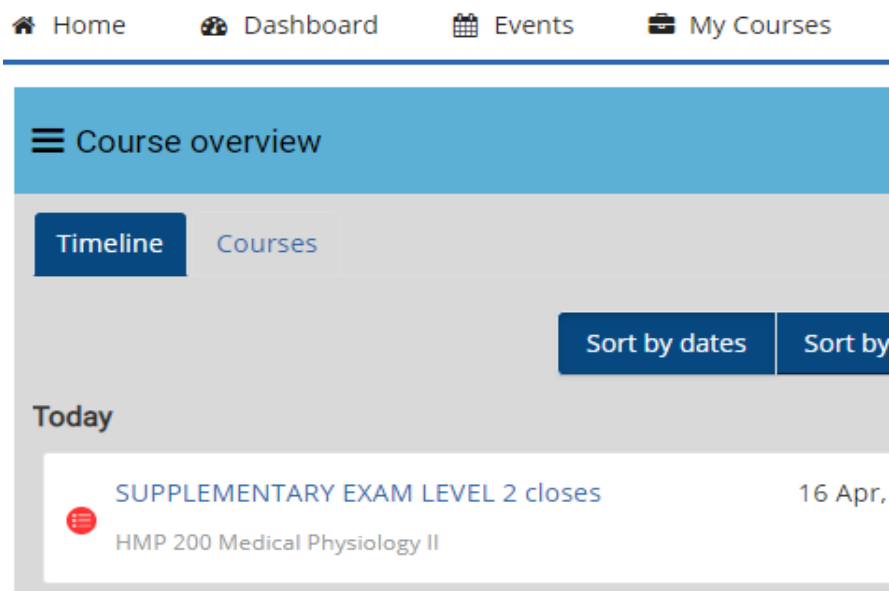 Home Dashboard Events My Courses
Course overview
Timeline Courses
Sort by dates Sort by
Today
SUPPLEMENTARY EXAM LEVEL 2 closes 16 Apr,
HMP 200 Medical Physiology II